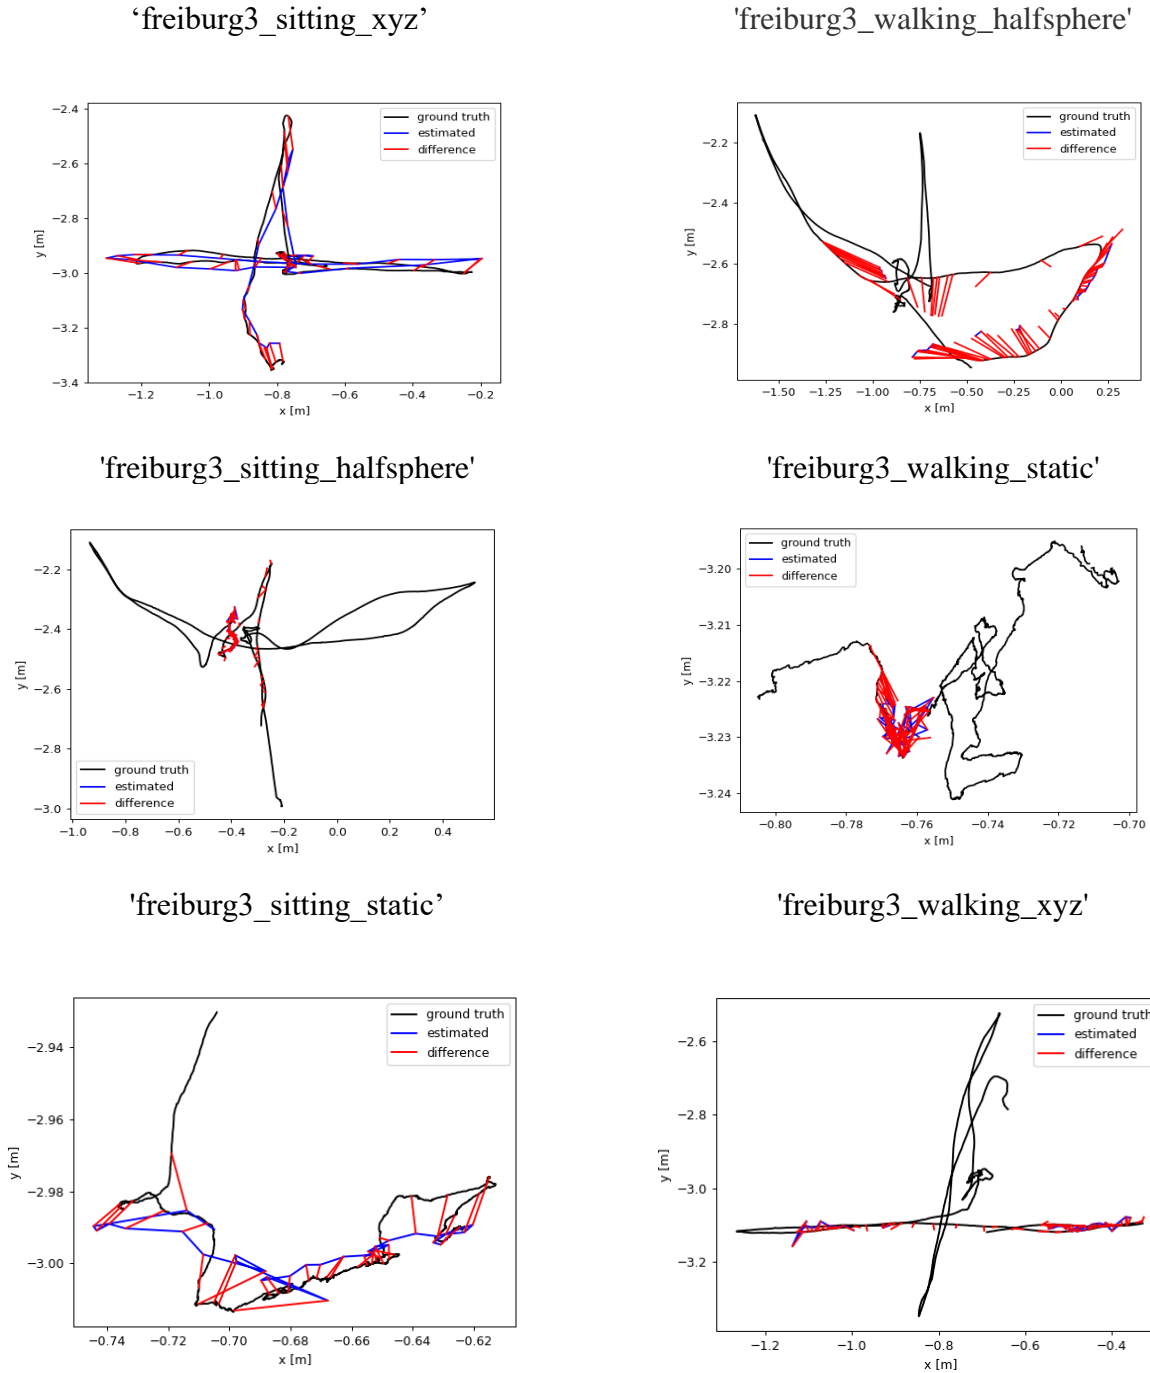 ‘freiburg3_sitting_xyz’
'freiburg3_walking_halfsphere'
ground truth
estimated
difference
y [m]
−2.4
−2.6
−2.8
−3.0
−3.2
−3.4
−1.2 −1.0 −0.8 −0.6 −0.4 −0.2
x [m]
ground truth
estimated
difference
y [m]
−2.2
−2.4
−2.6
−2.8
−1.50 −1.25 −1.00 −0.75 −0.50 −0.25 0.00 0.25
x [m]
'freiburg3_sitting_halfsphere'
'freiburg3_walking_static'
y [m]
−2.2
−2.4
−2.6
−2.8
−3.0
ground truth
estimated
difference
−1.0 −0.8 −0.6 −0.4 −0.2 0.0 0.2 0.4
x [m]
ground truth
estimated
difference
y [m]
−3.20
−3.21
−3.22
−3.23
−3.24
−0.80 −0.78 −0.76 −0.74 −0.72 −0.70
x [m]
'freiburg3_sitting_static’
'freiburg3_walking_xyz'
ground truth
estimated
difference
y [m]
−2.94
−2.96
−2.98
−3.00
−0.74 −0.72 −0.70 −0.68 −0.66 −0.64 −0.62
x [m]
ground truth
estimated
difference
y [m]
−2.6
−2.8
−3.0
−3.2
−1.2 −1.0 −0.8 −0.6 −0.4
x [m]